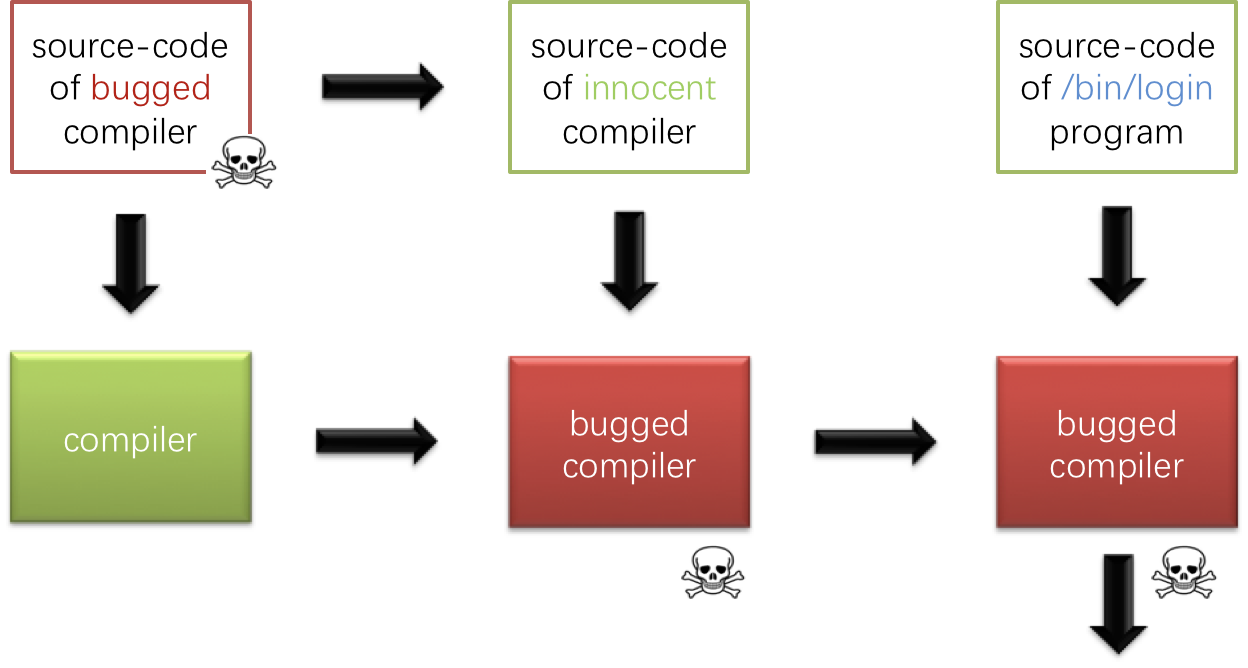 source-code
of bugged
compiler
source-code
of innocent
compiler
source-code
of /bin/login
program
compiler
bugged
compiler
bugged
compiler